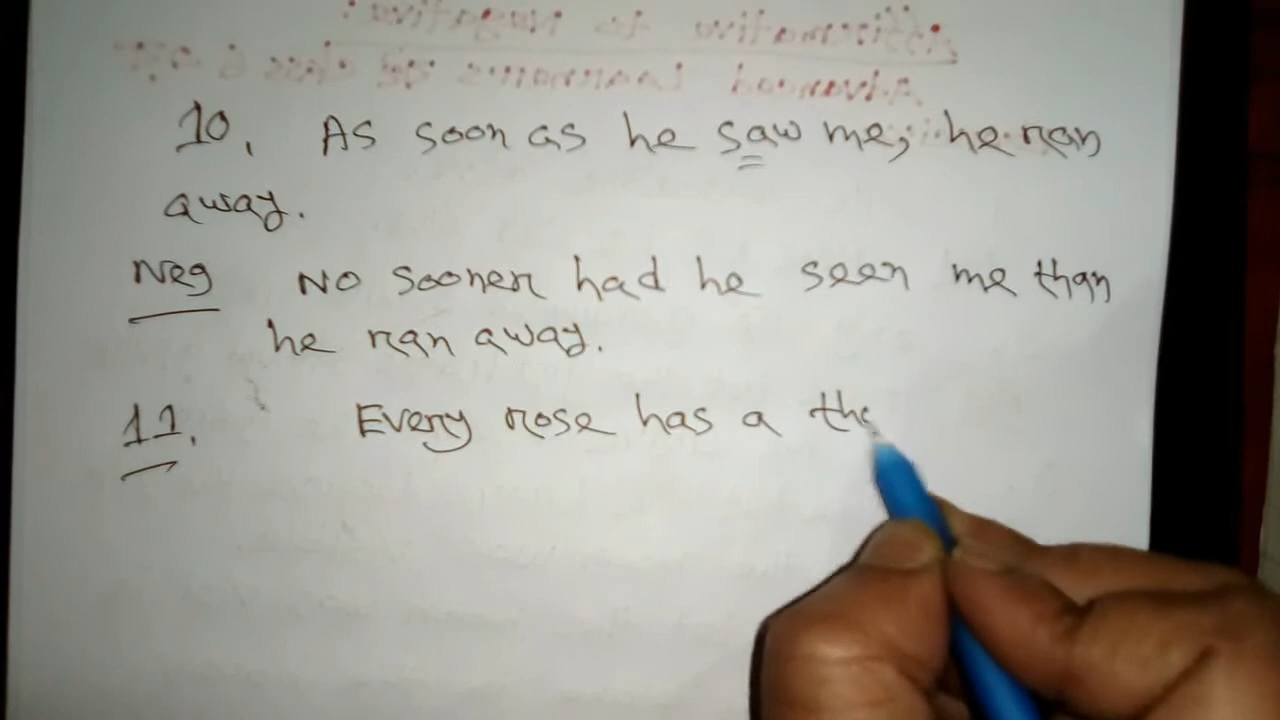 10. As soon as he saw me, he ran
away.
Neg No sooner had he seen me than
he ran away.
11. Every rose has a tho